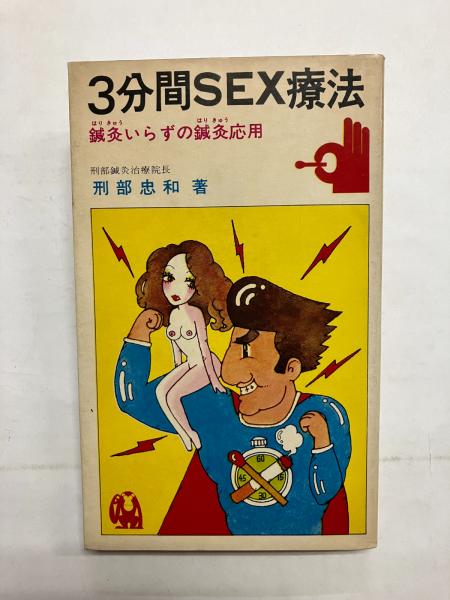 3分間SEX療法
はりきゅう はりきゅう
鍼灸いらずの鍼灸応用
刑部鍼灸治療院長
刑部忠和 著
60
45 15
30